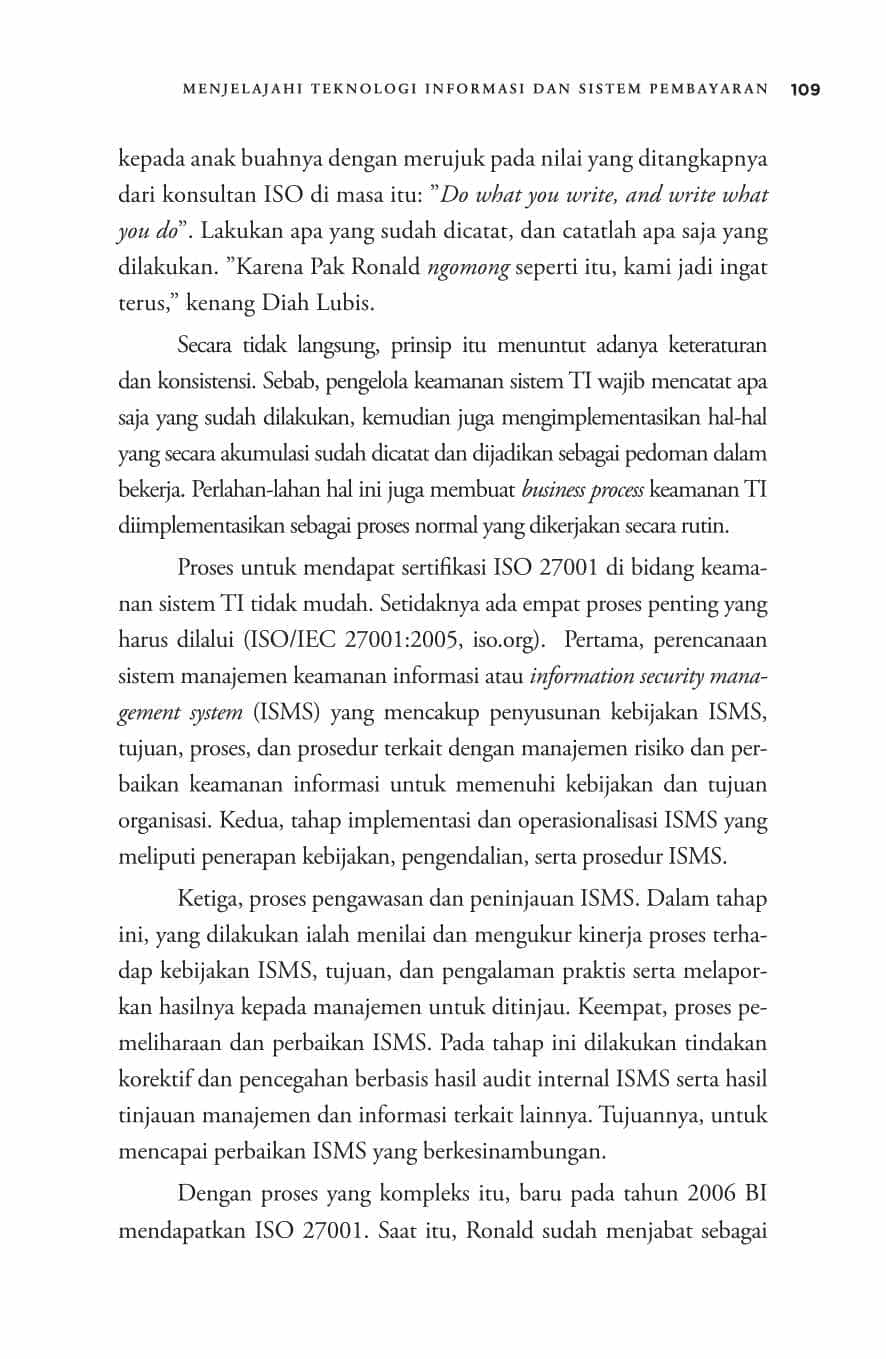 MENJELAJAHI TEKNOLOGI INFORMASI DAN SISTEM PEMBAYARAN 109
kepada anak buahnya dengan merujuk pada nilai yang ditangkapnya
dari konsultan ISO di masa itu: ”Do what you write, and write what
you do”. Lakukan apa yang sudah dicatat, dan catatlah apa saja yang
dilakukan. ”Karena Pak Ronald ngomong seperti itu, kami jadi ingat
terus,” kenang Diah Lubis.
Secara tidak langsung, prinsip itu menuntut adanya keteraturan
dan konsistensi. Sebab, pengelola keamanan sistem TI wajib mencatat apa
saja yang sudah dilakukan, kemudian juga mengimplementasikan hal-hal
yang secara akumulasi sudah dicatat dan dijadikan sebagai pedoman dalam
bekerja. Perlahan-lahan hal ini juga membuat business process keamanan TI
diimplementasikan sebagai proses normal yang dikerjakan secara rutin.
Proses untuk mendapat sertifikasi ISO 27001 di bidang keama-
nan sistem TI tidak mudah. Setidaknya ada empat proses penting yang
harus dilalui (ISO/IEC 27001:2005, iso.org). Pertama, perencanaan
sistem manajemen keamanan informasi atau information security mana-
gement system (ISMS) yang mencakup penyusunan kebijakan ISMS,
tujuan, proses, dan prosedur terkait dengan manajemen risiko dan per-
baikan keamanan informasi untuk memenuhi kebijakan dan tujuan
organisasi. Kedua, tahap implementasi dan operasionalisasi ISMS yang
meliputi penerapan kebijakan, pengendalian, serta prosedur ISMS.
Ketiga, proses pengawasan dan peninjauan ISMS. Dalam tahap
ini, yang dilakukan ialah menilai dan mengukur kinerja proses terha-
dap kebijakan ISMS, tujuan, dan pengalaman praktis serta melapor-
kan hasilnya kepada manajemen untuk ditinjau. Keempat, proses pe-
meliharaan dan perbaikan ISMS. Pada tahap ini dilakukan tindakan
korektif dan pencegahan berbasis hasil audit internal ISMS serta hasil
tinjauan manajemen dan informasi terkait lainnya. Tujuannya, untuk
mencapai perbaikan ISMS yang berkesinambungan.
Dengan proses yang kompleks itu, baru pada tahun 2006 BI
mendapatkan ISO 27001. Saat itu, Ronald sudah menjabat sebagai